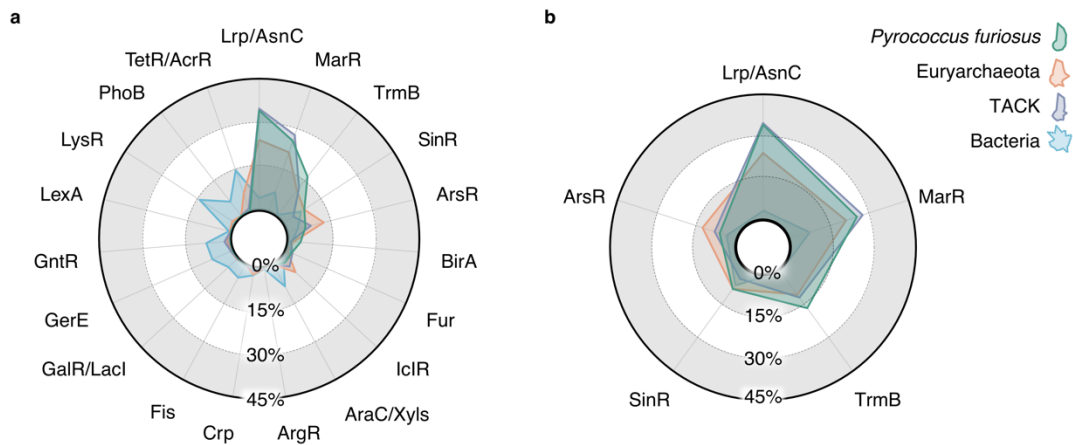 a
Lrp/AsnC
MarR
TrmB
SinR
ArsR
BirA
Fur
IclR
AraC/Xyls
ArgR
Crp
Fis
GalR/LacI
GerE
GntR
LexA
LysR
PhoB
TetR/AcrR
0%
15%
30%
45%
b
Lrp/AsnC
MarR
TrmB
SinR
ArsR
0%
15%
30%
45%
Pyrococcus furiosus
Euryarchaeota
TACK
Bacteria